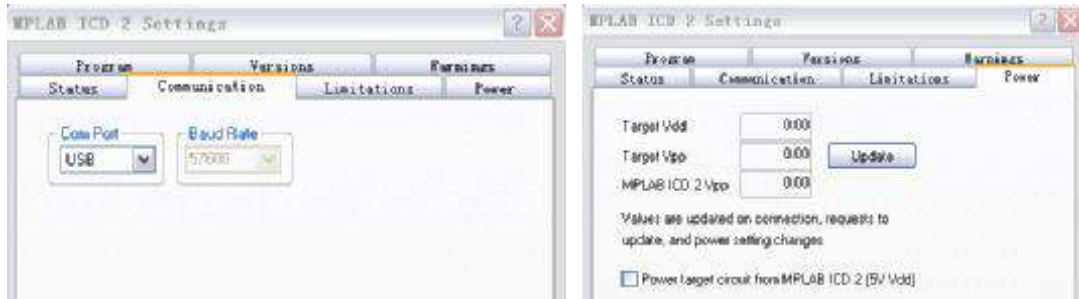 MPLAB ICD 2 Settings
Program Versions Warnings
Status Communication Limitations Power
Com Port Baud Rate
USB 57600
MPLAB ICD 2 Settings
Program Versions Warnings
Status Communication Limitations Power
Target Vdd 0.00
Target Vpp 0.00 Update
MPLAB ICD 2 Vpp 0.00
Values are updated on connection, requests to
update, and power setting changes
Power target circuit from MPLAB ICD 2 (5V Vdd)